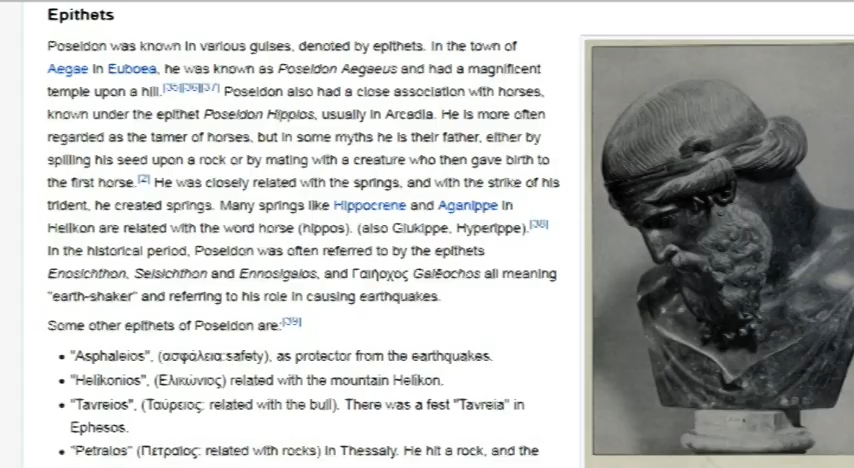 Epithets
Poseidon was known in various guises, denoted by epithets. In the town of
Aegae in Euboea, he was known as Poseidon Aegaeus and had a magnificent
temple upon a hill.[35][36][37] Poseidon also had a close association with horses,
known under the epithet Poseidon Hippios, usually in Arcadia. He is more often
regarded as the tamer of horses, but in some myths he is their father, either by
spilling his seed upon a rock or by mating with a creature who then gave birth to
the first horse.[2] He was closely related with the springs, and with the strike of his
trident, he created springs. Many springs like Hippocrene and Aganippe in
Helikon are related with the word horse (hippos). (also Glukippe, Hyperippe).[38]
In the historical period, Poseidon was often referred to by the epithets
Enosichthon, Seisichthon and Ennosigaios, and Γαιήοχος Gaiēochos all meaning
"earth-shaker" and referring to his role in causing earthquakes.
Some other epithets of Poseidon are:[39]
• "Asphaleios", (ασφάλεια:safety), as protector from the earthquakes.
• "Helikonios", (Ελικώνιος) related with the mountain Helikon.
• "Tavreios", (Ταύρειος: related with the bull). There was a fest "Tavreia" in
Ephesos.
• "Petraios" (Πετραίος: related with rocks) in Thessaly. He hit a rock, and the